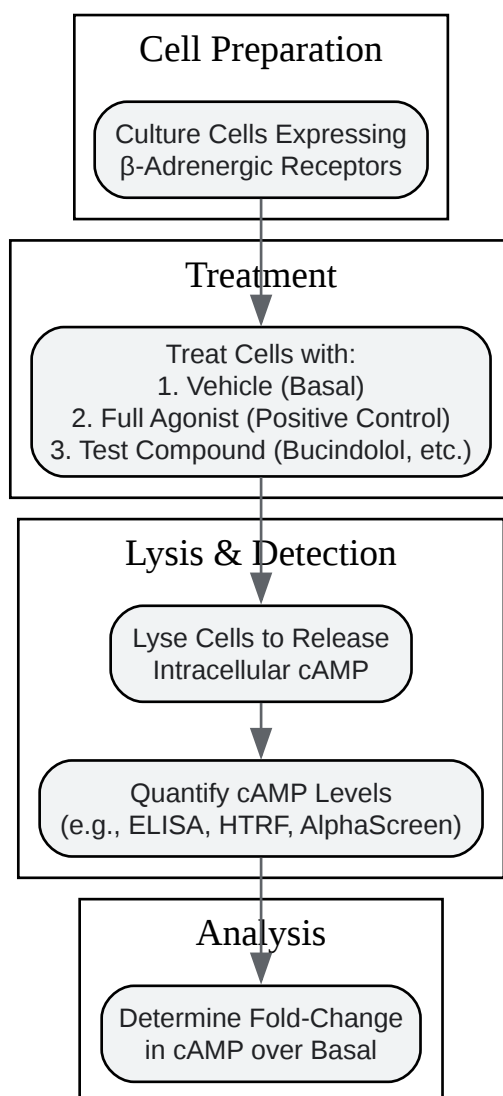 Cell Preparation
Culture Cells Expressing
β-Adrenergic Receptors
Treatment
Treat Cells with:
1. Vehicle (Basal)
2. Full Agonist (Positive Control)
3. Test Compound (Bucindolol, etc.)
Lysis & Detection
Lyse Cells to Release
Intracellular cAMP
Quantify cAMP Levels
(e.g., ELISA, HTRF, AlphaScreen)
Analysis
Determine Fold-Change
in cAMP over Basal